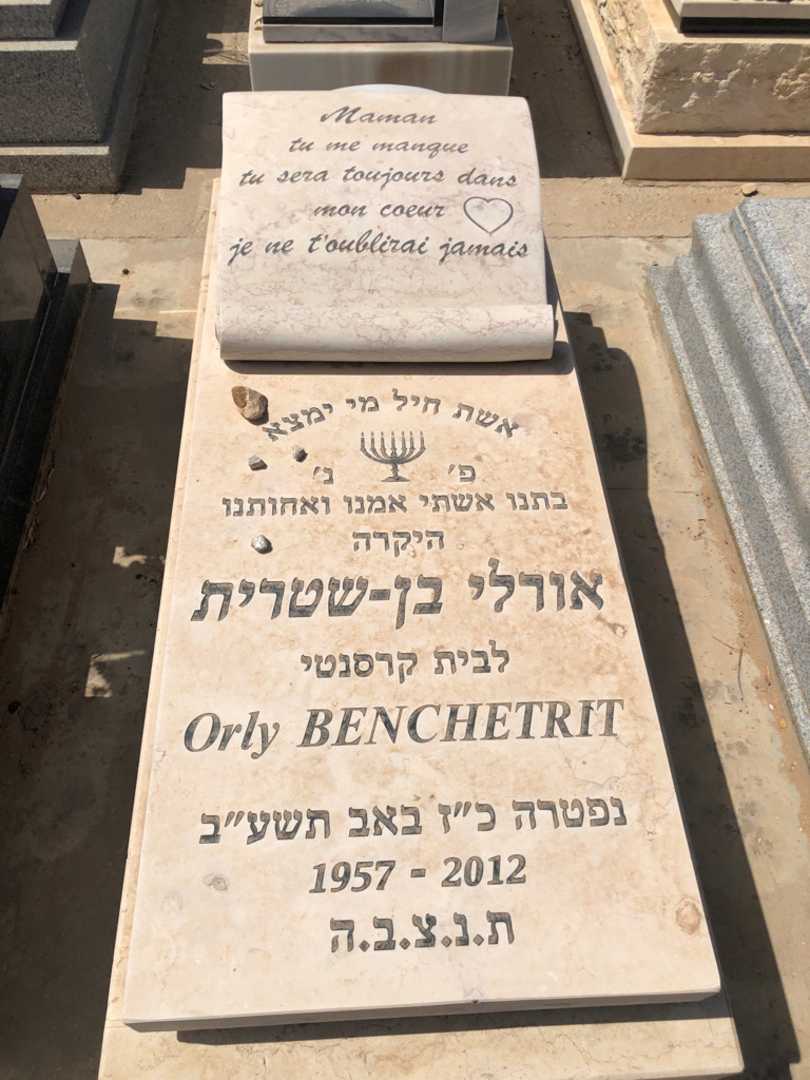 Maman
tu me manque
tu sera toujours dans
mon coeur
je ne t'oublirai jamais
אשת חיל מי ימצא
פ' נ'
בתנו אשתי אמנו ואחותנו
היקרה
אורלי בן-שטרית
לבית קרסנטי
Orly BENCHETRIT
נפטרה כ"ז באב תשע"ב
1957 - 2012
ת.נ.צ.ב.ה